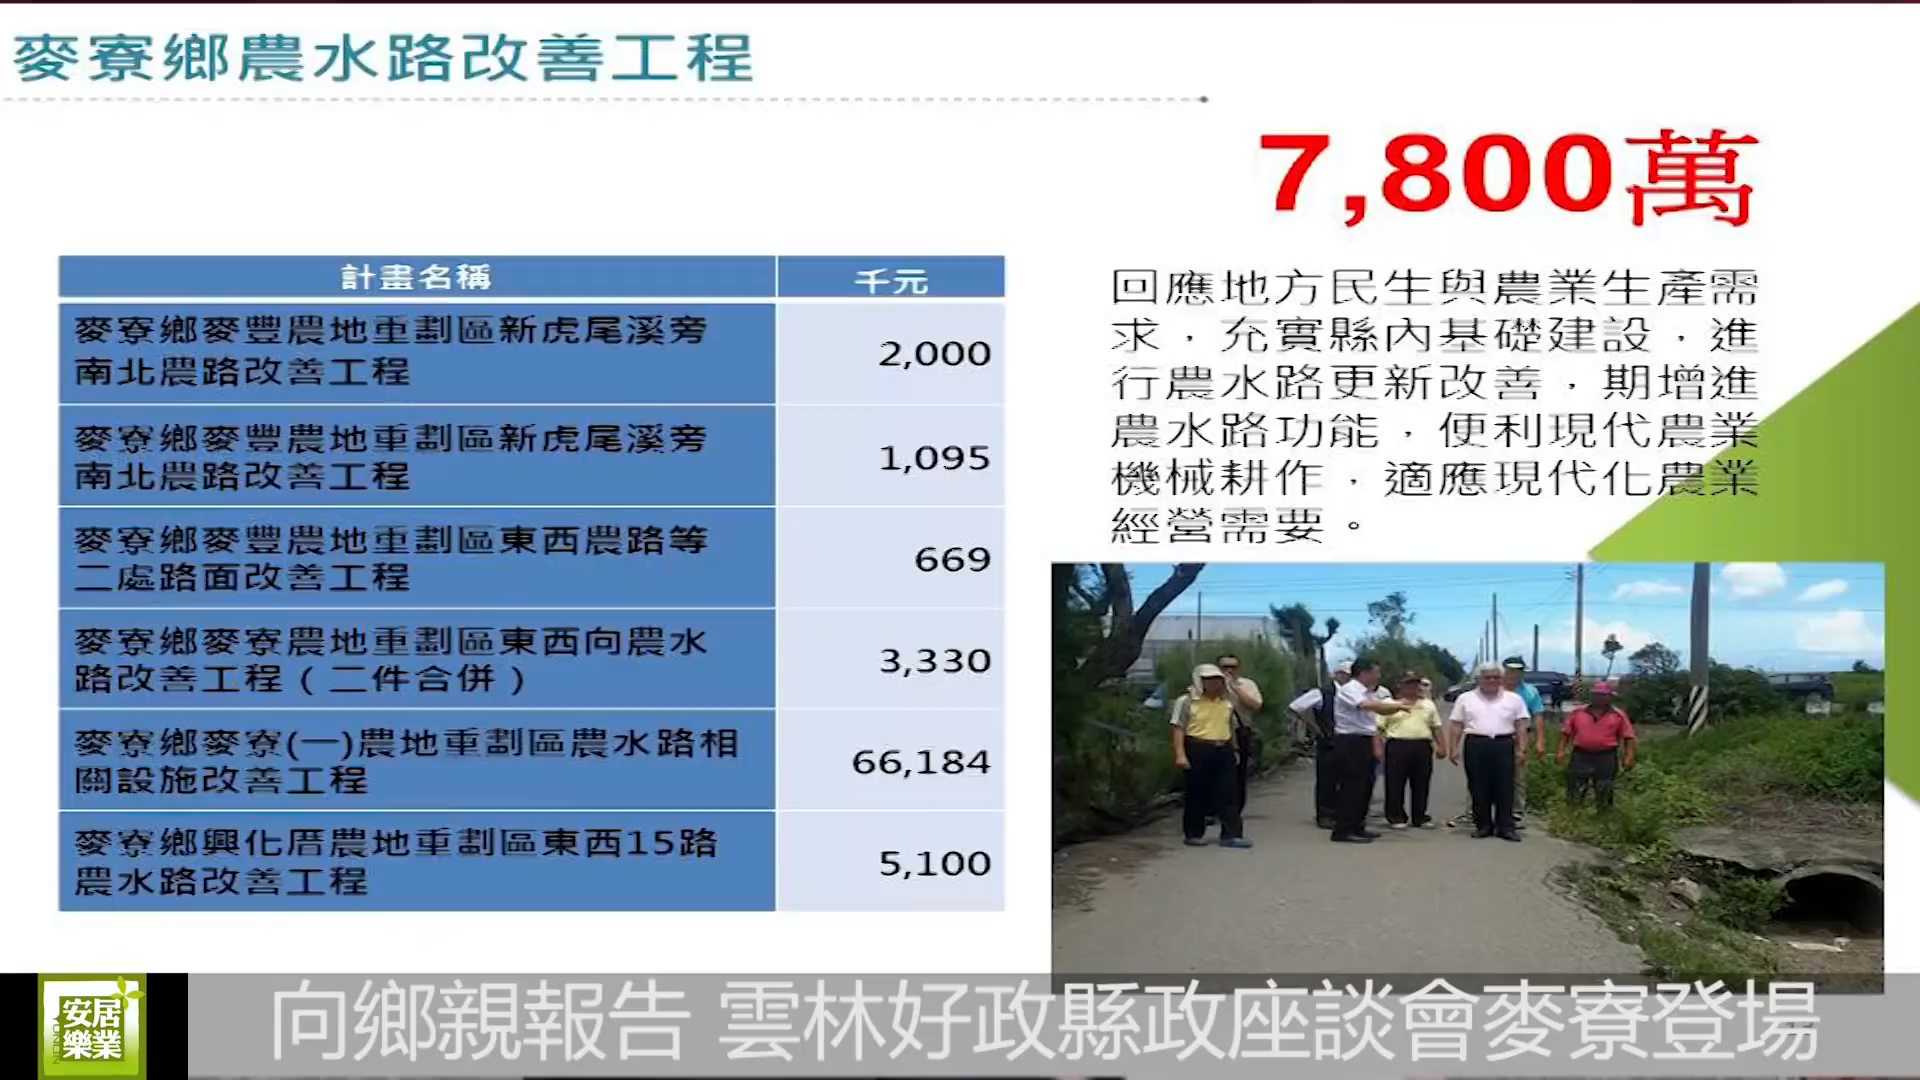 麥寮鄉農水路改善工程
7,800萬
計畫名稱 千元
麥寮鄉麥豐農地重劃區新虎尾溪旁
南北農路改善工程
2,000
麥寮鄉麥豐農地重劃區新虎尾溪旁
南北農路改善工程
1,095
麥寮鄉麥豐農地重劃區東西農路等
二處路面改善工程
669
麥寮鄉麥寮農地重劃區東西向農水
路改善工程（二件合併）
3,330
麥寮鄉麥寮(一)農地重劃區農水路相
關設施改善工程
66,184
麥寮鄉興化厝農地重劃區東西15路
農水路改善工程
5,100
回應地方民生與農業生產需
求，充實縣內基礎建設，進
行農水路更新改善，期增進
農水路功能，便利現代農業
機械耕作，適應現代化農業
經營需要。
安居
樂業
向鄉親報告 雲林好政縣政座談會麥寮登場